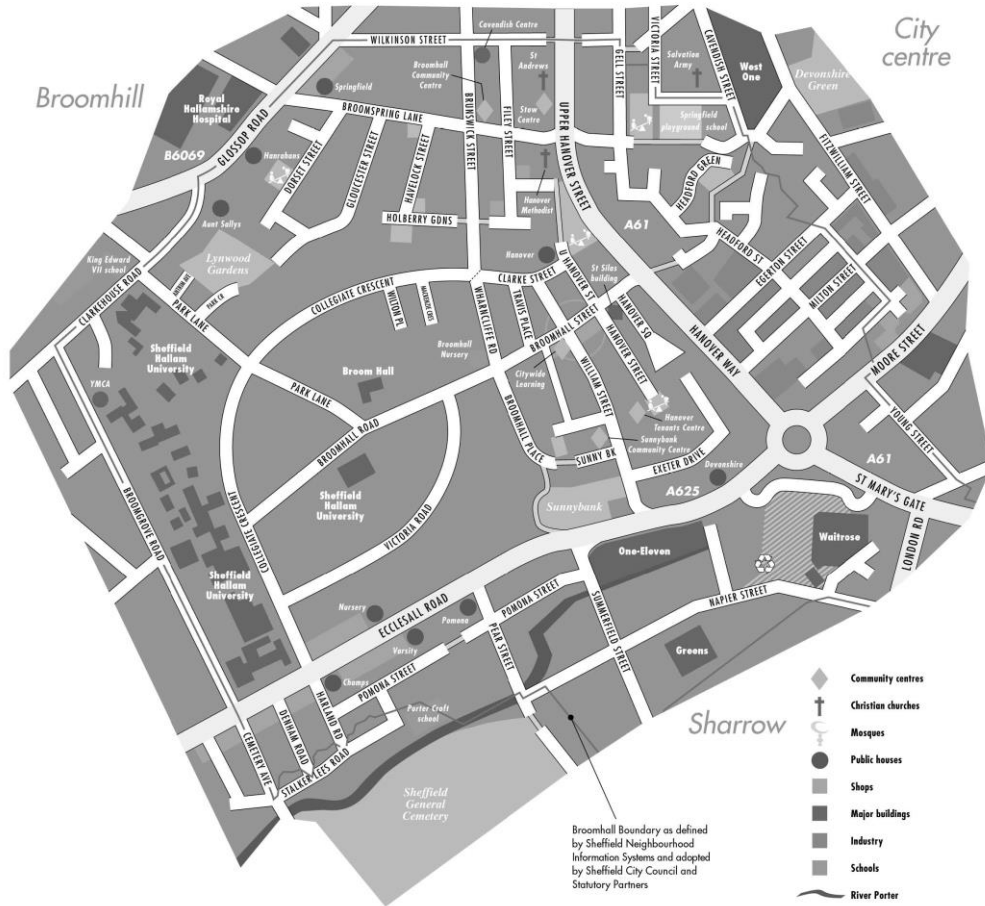 City
centre
Broomhill
Sharrow
WILKINSON STREET
Cavendish Centre
Broomhall
Community
Centre
St
Andrews
Stow
Centre
GELL STREET
VICTORIA STREET
Salvation
Army
CAVENDISH STREET
West
One
Devonshire
Green
Springfield
Royal
Hallamshire
Hospital
B6069
GLOSSOP ROAD
BROOMSPRING LANE
BRUNSWICK STREET
FILEY STREET
UPPER HANOVER STREET
Springfield
playground
school
FITZWILLIAM STREET
Hanrahans
DORSET STREET
GLOUCESTER STREET
HAVELOCK STREET
HOLBERRY GDNS
Hanover
Methodist
HEADFORD GREEN
A61
HEADFORD ST
EGERTON STREET
MILTON STREET
Aunt Sallys
Lynwood
Gardens
King Edward
VII school
CLARKEHOUSE ROAD
PARK CR
PARK LANE
COLLEGIATE CRESCENT
WILTON PL
Hanover
CLARKE STREET
U HANOVER ST
St Silas
building
TRAVIS PLACE
WHARNCLIFFE RD
BROOMHALL STREET
HANOVER SQ
HANOVER STREET
HANOVER WAY
MOORE STREET
YOUNG STREET
Sheffield
Hallam
University
YMCA
Broomhall
Nursery
Broom Hall
Citywide
Learning
WILLIAM STREET
PARK LANE
BROOMHALL ROAD
BROOMHALL PLACE
Hanover
Tenants Centre
Sunnybank
Community Centre
SUNNY BK
EXETER DRIVE
Devonshire
A61
ST MARY'S GATE
A625
Sunnybank
Sheffield
Hallam
University
VICTORIA ROAD
COLLEGIATE CRESCENT
BROOMGROVE ROAD
Sheffield
Hallam
University
One-Eleven
Waitrose
LONDON RD
NAPIER STREET
Nursery
ECCLESALL ROAD
Pomona
POMONA STREET
SUMMERFIELD STREET
Varsity
PEAR STREET
Greens
Champs
POMONA STREET
HARLAND RD
DENHAM ROAD
Porter Croft
school
CEMETERY AVE
STALKER LEES ROAD
Sheffield
General
Cemetery
Broomhall Boundary as defined
by Sheffield Neighbourhood
Information Systems and adopted
by Sheffield City Council and
Statutory Partners
Community centres
Christian churches
Mosques
Public houses
Shops
Major buildings
Industry
Schools
River Porter